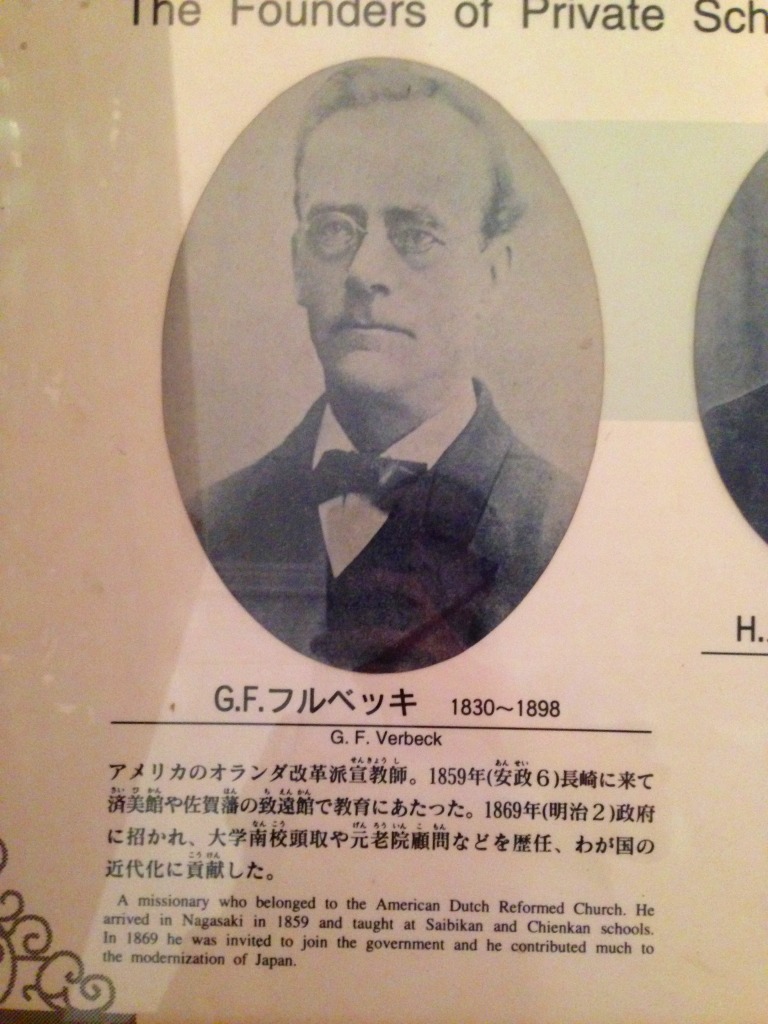 The Founders of Private Sch
G.F.フルベッキ 1830～1898
H.
G. F. Verbeck
アメリカのオランダ改革派宣教師。1859年(安政6)長崎に来て
済美館や佐賀藩の致遠館で教育にあたった。1869年(明治2)政府
に招かれ、大学南校頭取や元老院顧問などを歴任、わが国の
近代化に貢献した。
A missionary who belonged to the American Dutch Reformed Church. He
arrived in Nagasaki in 1859 and taught at Saibikan and Chienkan schools.
In 1869 he was invited to join the government and he contributed much to
the modernization of Japan.